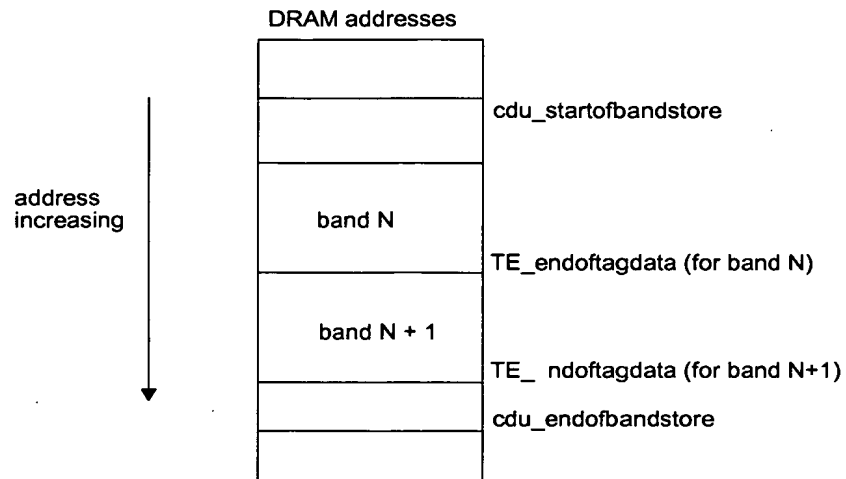 DRAM addresses
cdu_startofbandstore
address
increasing
band N
TE_endoftagdata (for band N)
band N + 1
TE_ ndoftagdata (for band N+1)
cdu_endofbandstore